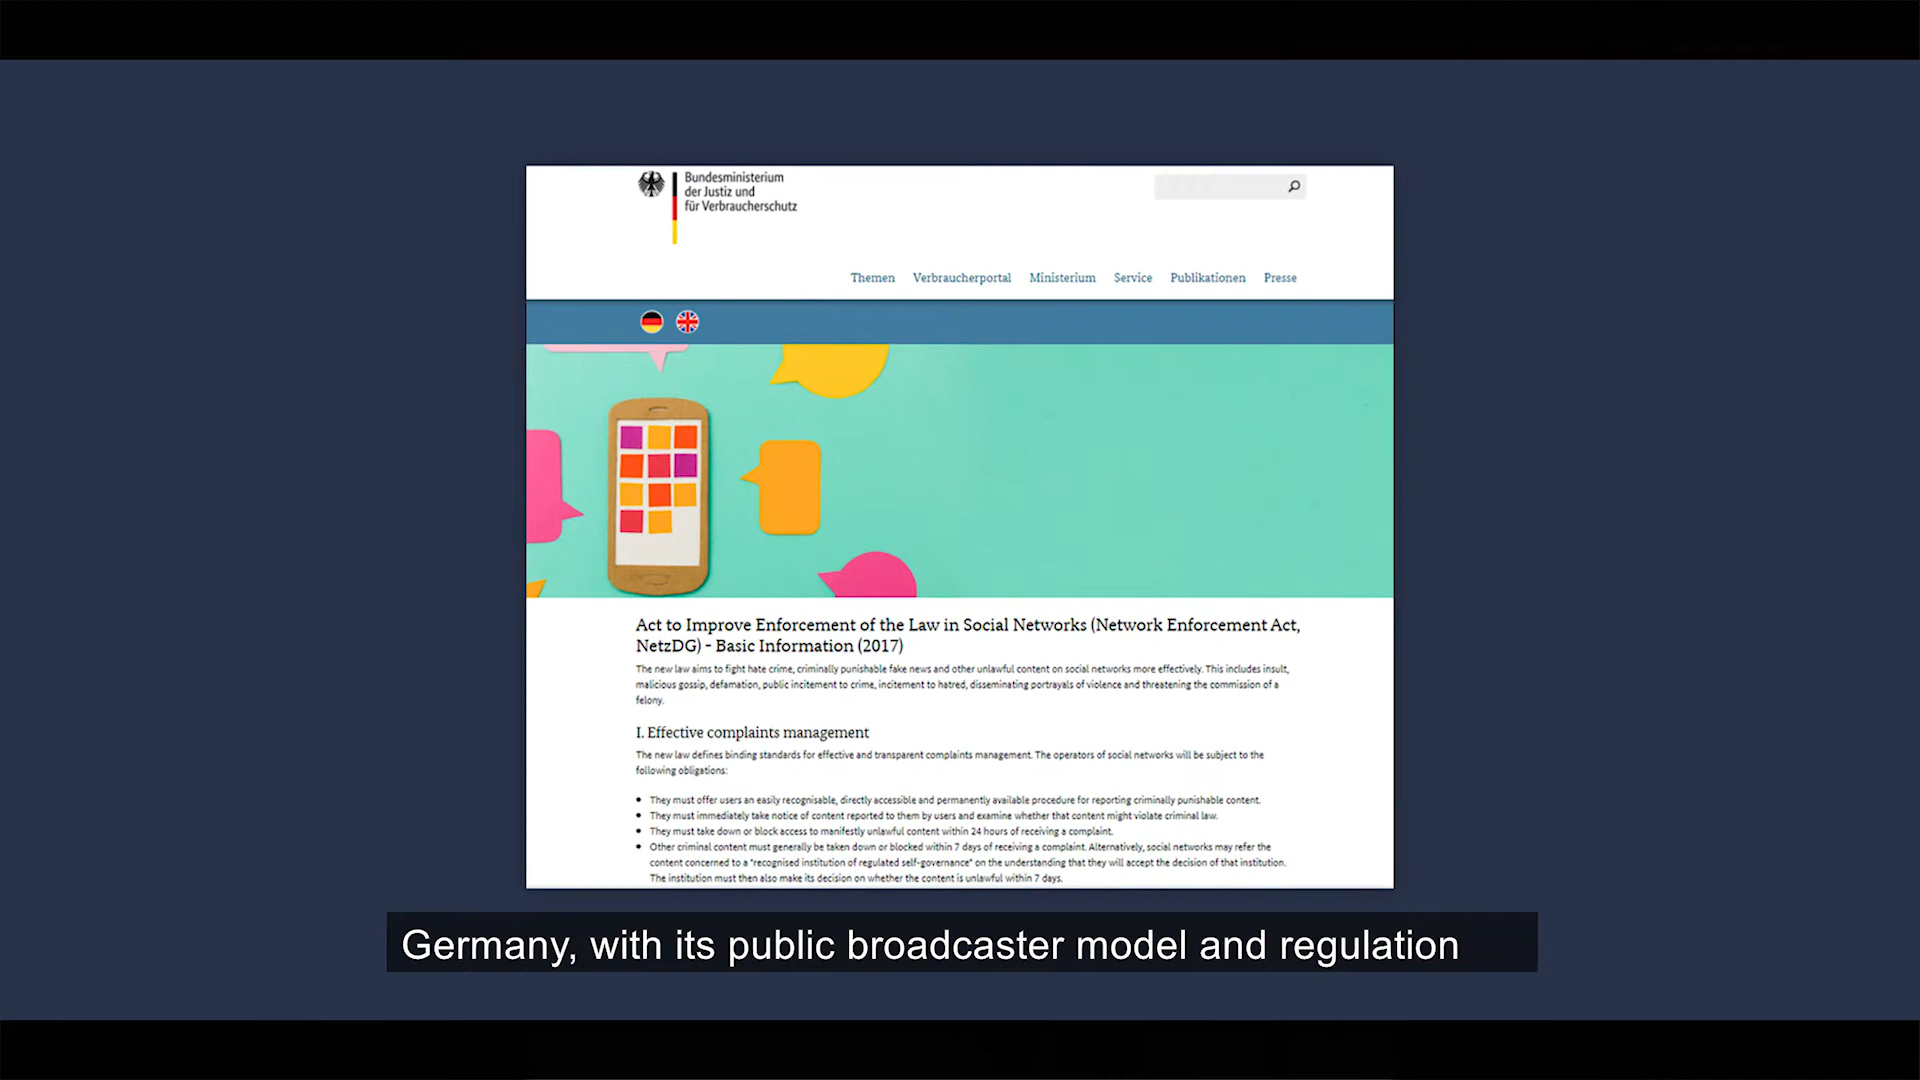 Bundesministerium
der Justiz und
für Verbraucherschutz
Themen Verbraucherportal Ministerium Service Publikationen Presse
Act to Improve Enforcement of the Law in Social Networks (Network Enforcement Act,
NetzDG) - Basic Information (2017)
The new law aims to fight hate crime, criminally punishable fake news and other unlawful content on social networks more effectively. This includes insult,
malicious gossip, defamation, public incitement to crime, incitement to hatred, disseminating portrayals of violence and threatening the commission of a
felony.
I. Effective complaints management
The new law defines binding standards for effective and transparent complaints management. The operators of social networks will be subject to the
following obligations:
• They must offer users an easily recognisable, directly accessible and permanently available procedure for reporting criminally punishable content.
• They must immediately take notice of content reported to them by users and examine whether that content might violate criminal law.
• They must take down or block access to manifestly unlawful content within 24 hours of receiving a complaint.
• Other criminal content must generally be taken down or blocked within 7 days of receiving a complaint. Alternatively, social networks may refer the
content concerned to a "recognised institution of regulated self-governance" on the understanding that they will accept the decision of that institution.
The institution must then also make its decision on whether the content is unlawful within 7 days.
Germany, with its public broadcaster model and regulation